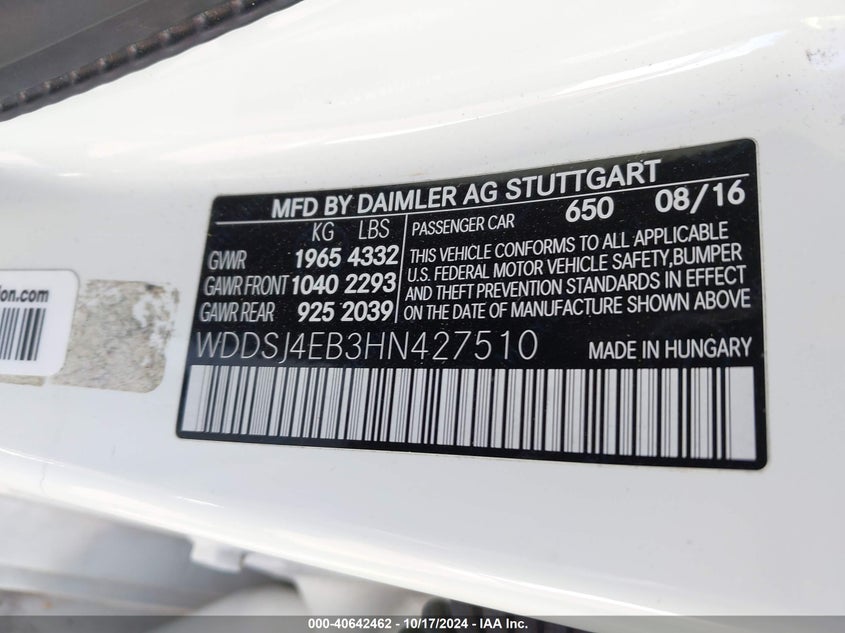 MFD BY DAIMLER AG STUTTGART
KG LBS
GVWR 1965 4332
GAWR FRONT 1040 2293
GAWR REAR 925 2039
PASSENGER CAR 650 08/16
THIS VEHICLE CONFORMS TO ALL APPLICABLE
U.S. FEDERAL MOTOR VEHICLE SAFETY,BUMPER
AND THEFT PREVENTION STANDARDS IN EFFECT
ON THE DATE OF MANUFACTURE SHOWN ABOVE
WDDSJ4EB3HN427510 MADE IN HUNGARY
ion.com
© 00-40642462 - 10/17/2024 - IAA Inc.